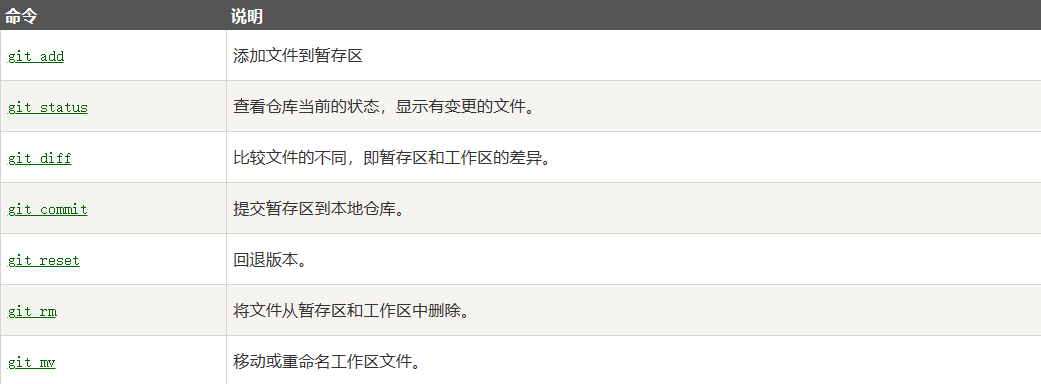 命令 说明
git add 添加文件到暂存区
git status 查看仓库当前的状态，显示有变更的文件。
git diff 比较文件的不同，即暂存区和工作区的差异。
git commit 提交暂存区到本地仓库。
git reset 回退版本。
git rm 将文件从暂存区和工作区中删除。
git mv 移动或重命名工作区文件。